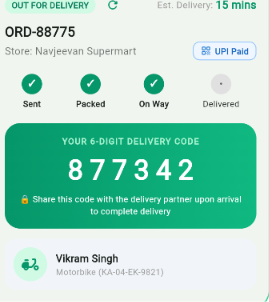 OUT FOR DELIVERY Est. Delivery: 15 mins
ORD-88775
Store: Navjeevan Supermart UPI Paid
Sent Packed On Way Delivered
YOUR 6-DIGIT DELIVERY CODE
877342
🔒 Share this code with the delivery partner upon arrival
to complete delivery
Vikram Singh
Motorbike (KA-04-EK-9821)